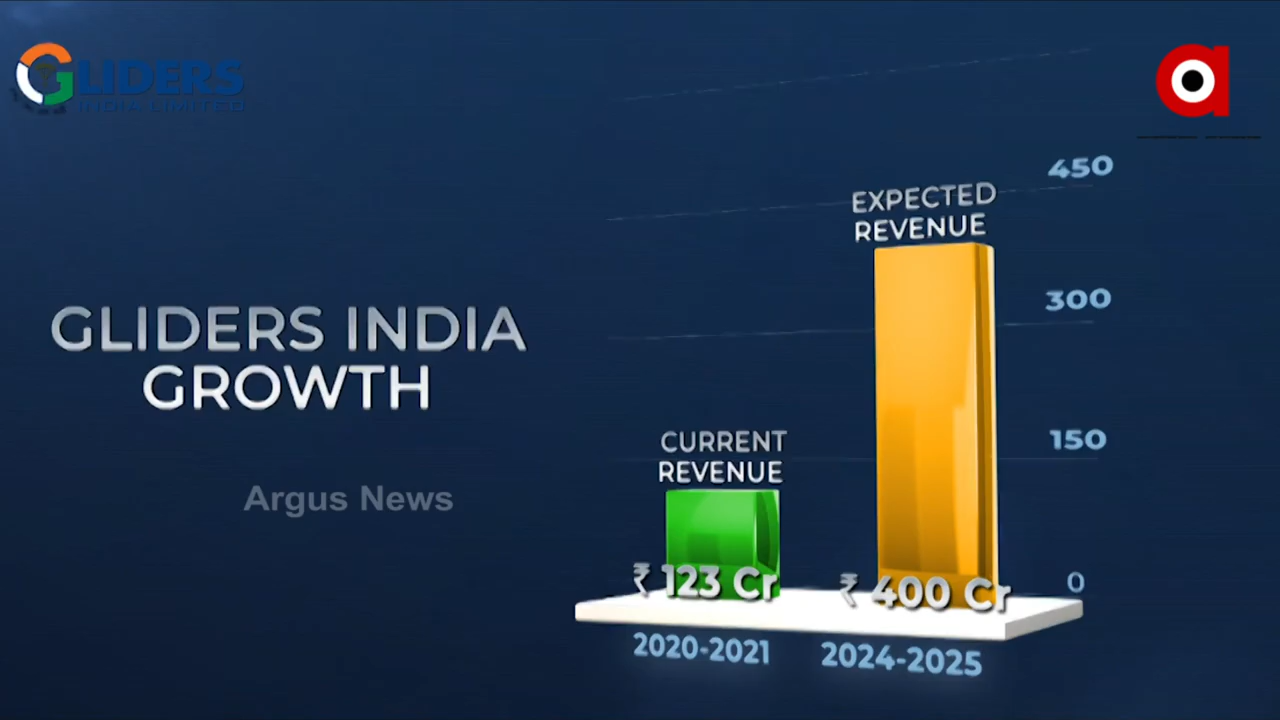 GLIDERS
INDIA LIMITED
GLIDERS INDIA
GROWTH
Argus News
450
300
150
0
EXPECTED
REVENUE
CURRENT
REVENUE
₹ 123 Cr
₹ 400 Cr
2020-2021
2024-2025